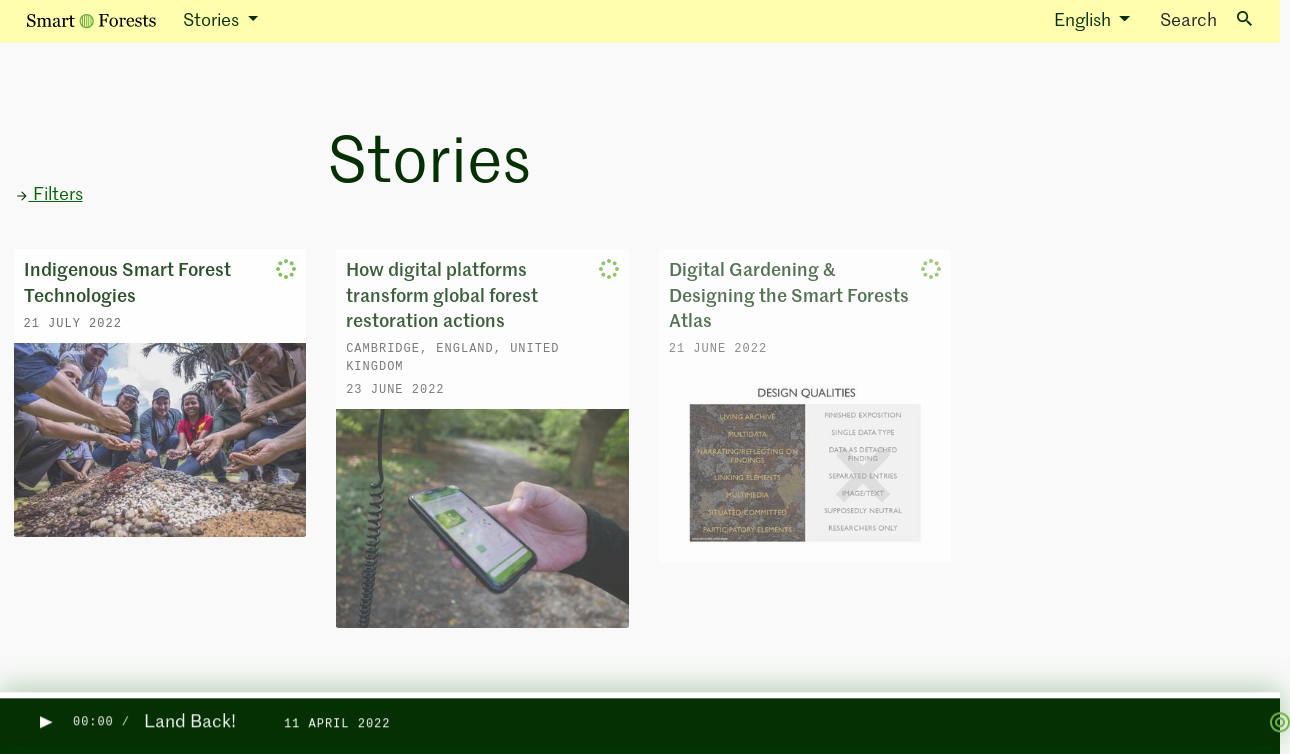 Smart Forests
Stories
English
Search
Stories
Filters
Indigenous Smart Forest
Technologies
21 JULY 2022
How digital platforms
transform global forest
restoration actions
CAMBRIDGE, ENGLAND, UNITED
KINGDOM
23 JUNE 2022
Digital Gardening &
Designing the Smart Forests
Atlas
21 JUNE 2022
DESIGN QUALITIES
LIVING ARCHIVE
MULTIDATA
NARRATING/REFLECTING ON
FINDINGS
LINKING ELEMENTS
MULTIMEDIA
SITUATED/COMMITTED
PARTICIPATORY ELEMENTS
FINISHED EXPOSITION
SINGLE DATA TYPE
DATA AS DETACHED
FINDING
SEPARATED ENTRIES
IMAGE/TEXT
SUPPOSEDLY NEUTRAL
RESEARCHERS ONLY
00:00 /
Land Back!
11 APRIL 2022